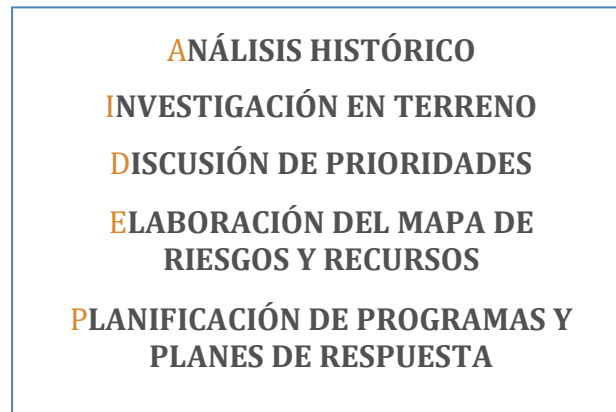 ANÁLISIS HISTÓRICO
INVESTIGACIÓN EN TERRENO
DISCUSIÓN DE PRIORIDADES
ELABORACIÓN DEL MAPA DE
RIESGOS Y RECURSOS
PLANIFICACIÓN DE PROGRAMAS Y
PLANES DE RESPUESTA